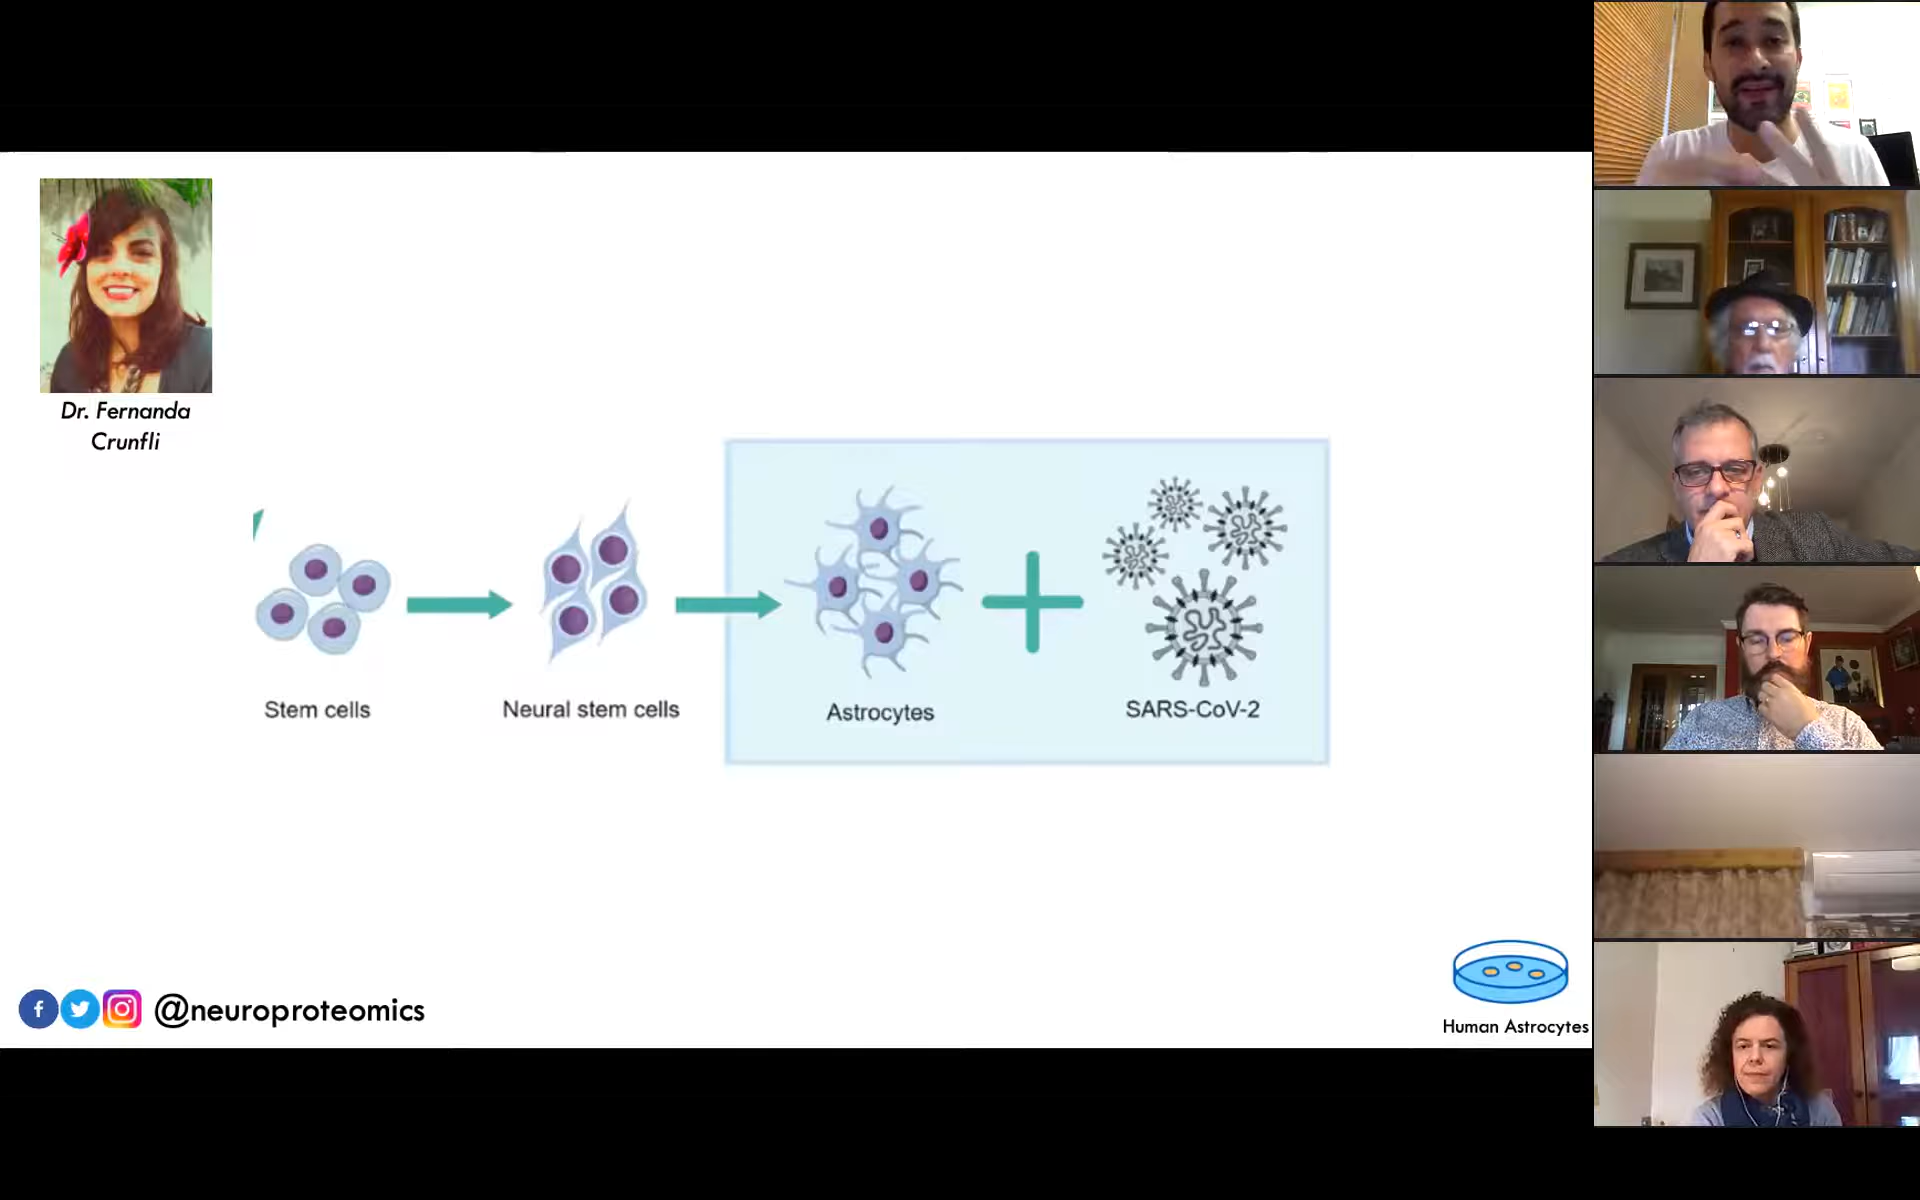 Dr. Fernanda
Crunfli
Stem cells
Neural stem cells
Astrocytes
SARS-CoV-2
@neuroproteomics
Human Astrocytes